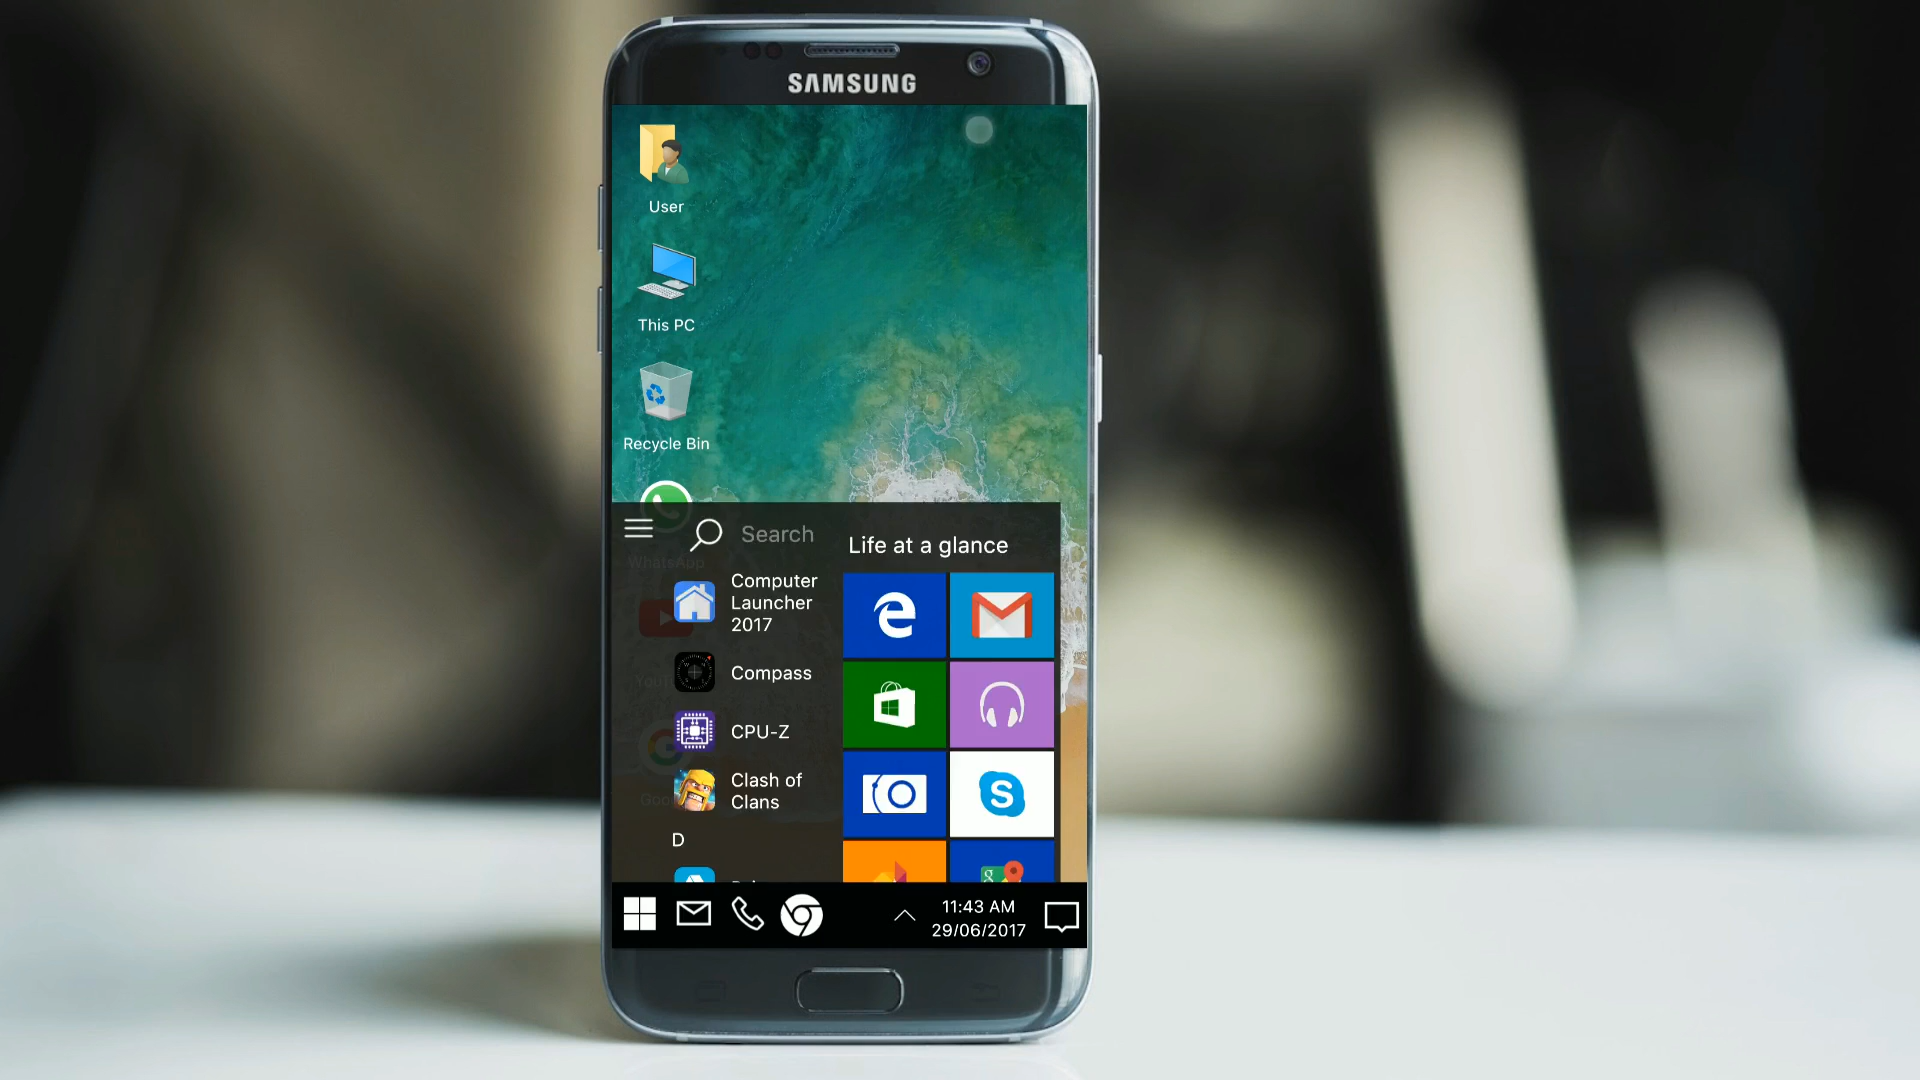 SAMSUNG
User
This PC
Recycle Bin
WhatsApp
Search
Life at a glance
Computer
Launcher
2017
Compass
CPU-Z
Clash of
Clans
D
11:43 AM
29/06/2017